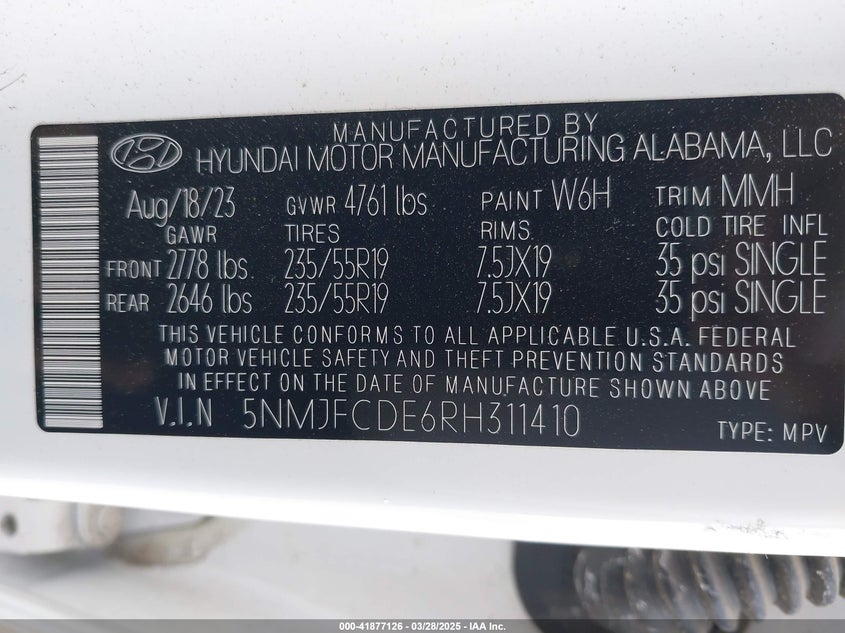 MANUFACTURED BY
HYUNDAI MOTOR MANUFACTURING ALABAMA, LLC
Aug/18/23 GVWR 4761 lbs PAINT W6H TRIM MMH
GAWR TIRES RIMS COLD TIRE INFL
FRONT 2778 lbs. 235/55R19 7.5JX19 35 psi SINGLE
REAR 2646 lbs 235/55R19 7.5JX19 35 psi SINGLE
THIS VEHICLE CONFORMS TO ALL APPLICABLE U.S.A. FEDERAL
MOTOR VEHICLE SAFETY AND THEFT PREVENTION STANDARDS
IN EFFECT ON THE DATE OF MANUFACTURE SHOWN ABOVE
V.I.N 5NMJFCDE6RH311410 TYPE: MPV
000-41877126 - 03/28/2025 - IAA Inc.